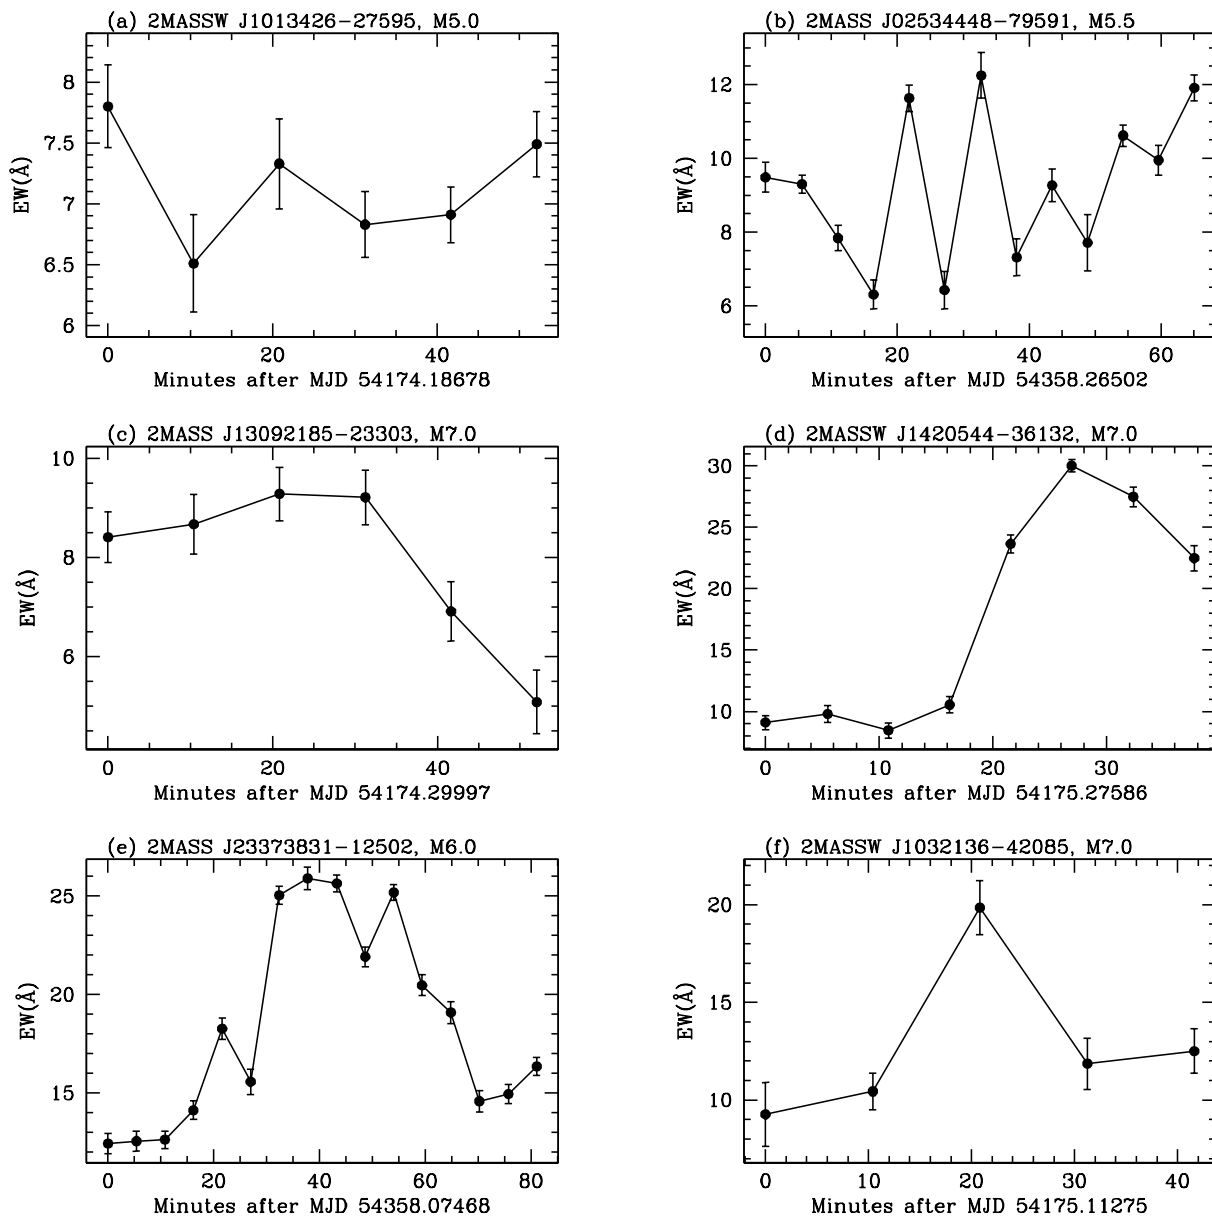 (a) 2MASSW J1013426−27595, M5.0
8
7.5
7
6.5
6
EW(Å)
0 20 40
Minutes after MJD 54174.18678
(b) 2MASS J02534448−79591, M5.5
12
10
8
6
EW(Å)
0 20 40 60
Minutes after MJD 54358.26502
(c) 2MASS J13092185−23303, M7.0
10
8
6
EW(Å)
0 20 40
Minutes after MJD 54174.29997
(d) 2MASSW J1420544−36132, M7.0
30
25
20
15
10
EW(Å)
0 10 20 30
Minutes after MJD 54175.27586
(e) 2MASS J23373831−12502, M6.0
25
20
15
EW(Å)
0 20 40 60 80
Minutes after MJD 54358.07468
(f) 2MASSW J1032136−42085, M7.0
20
15
10
EW(Å)
0 10 20 30 40
Minutes after MJD 54175.11275